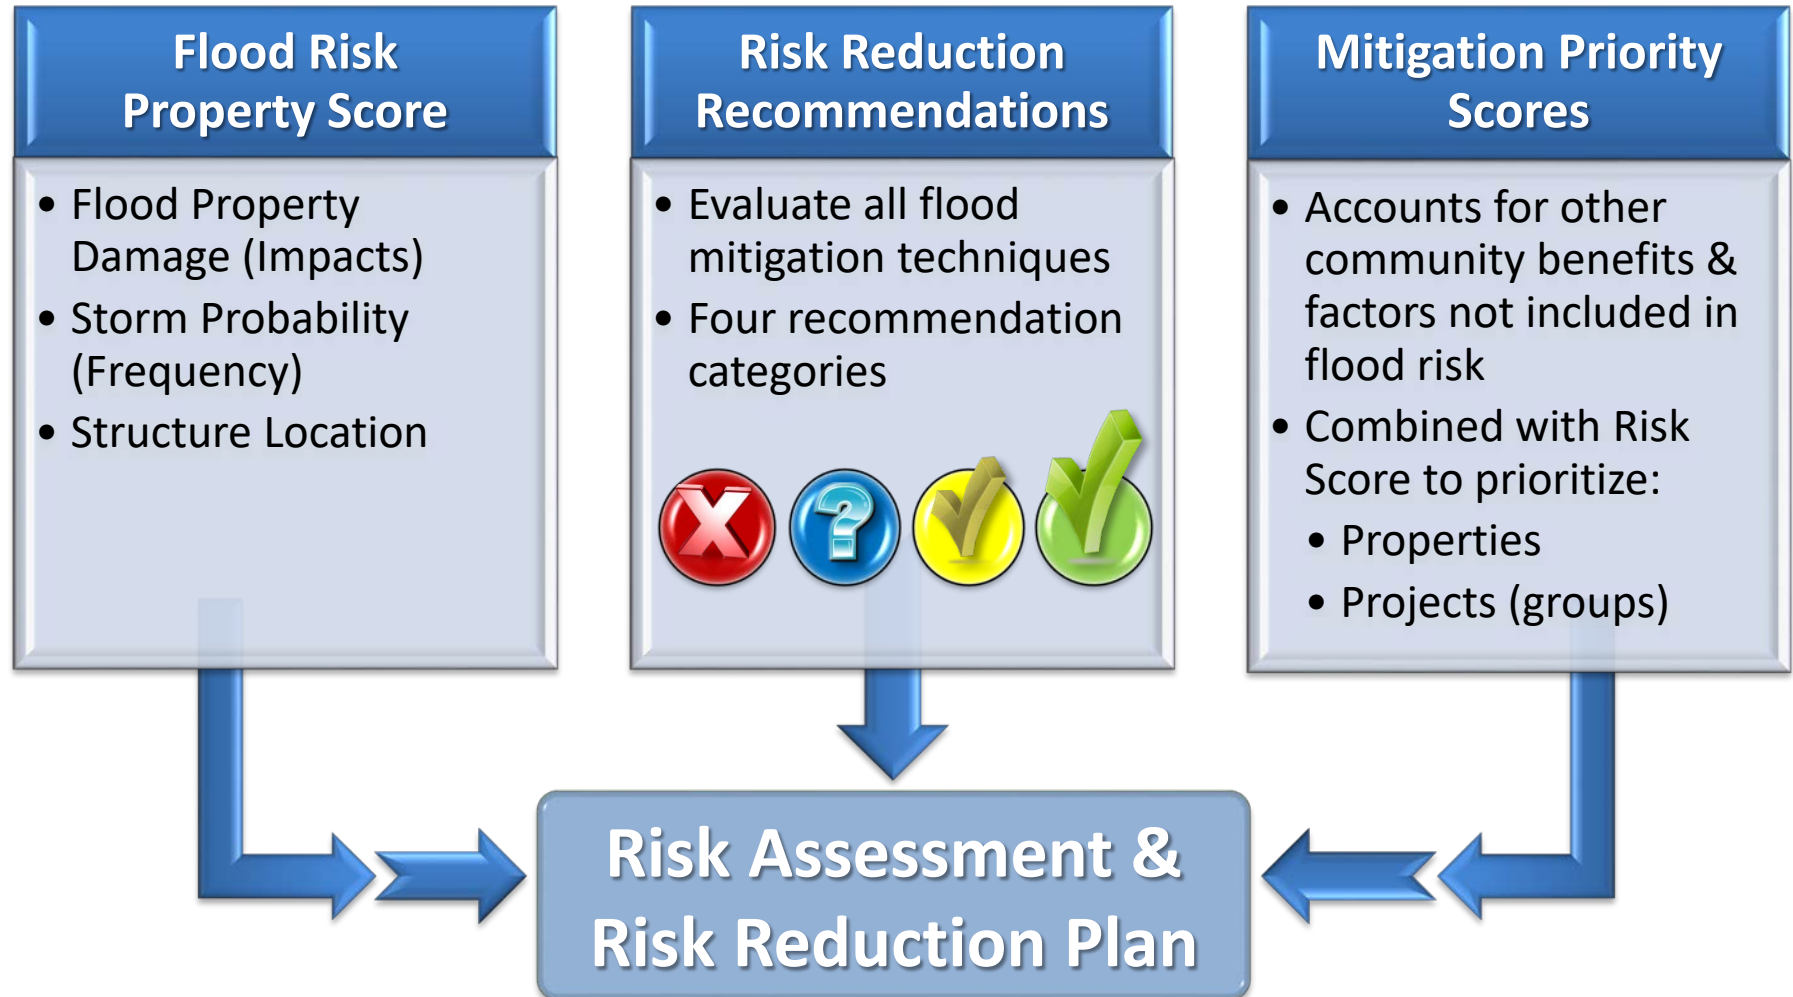 Flood Risk
Property Score
• Flood Property
Damage (Impacts)
• Storm Probability
(Frequency)
• Structure Location
Risk Reduction
Recommendations
• Evaluate all flood
mitigation techniques
• Four recommendation
categories
X ? ✓ ✓
Mitigation Priority
Scores
• Accounts for other
community benefits &
factors not included in
flood risk
• Combined with Risk
Score to prioritize:
• Properties
• Projects (groups)
Risk Assessment &
Risk Reduction Plan